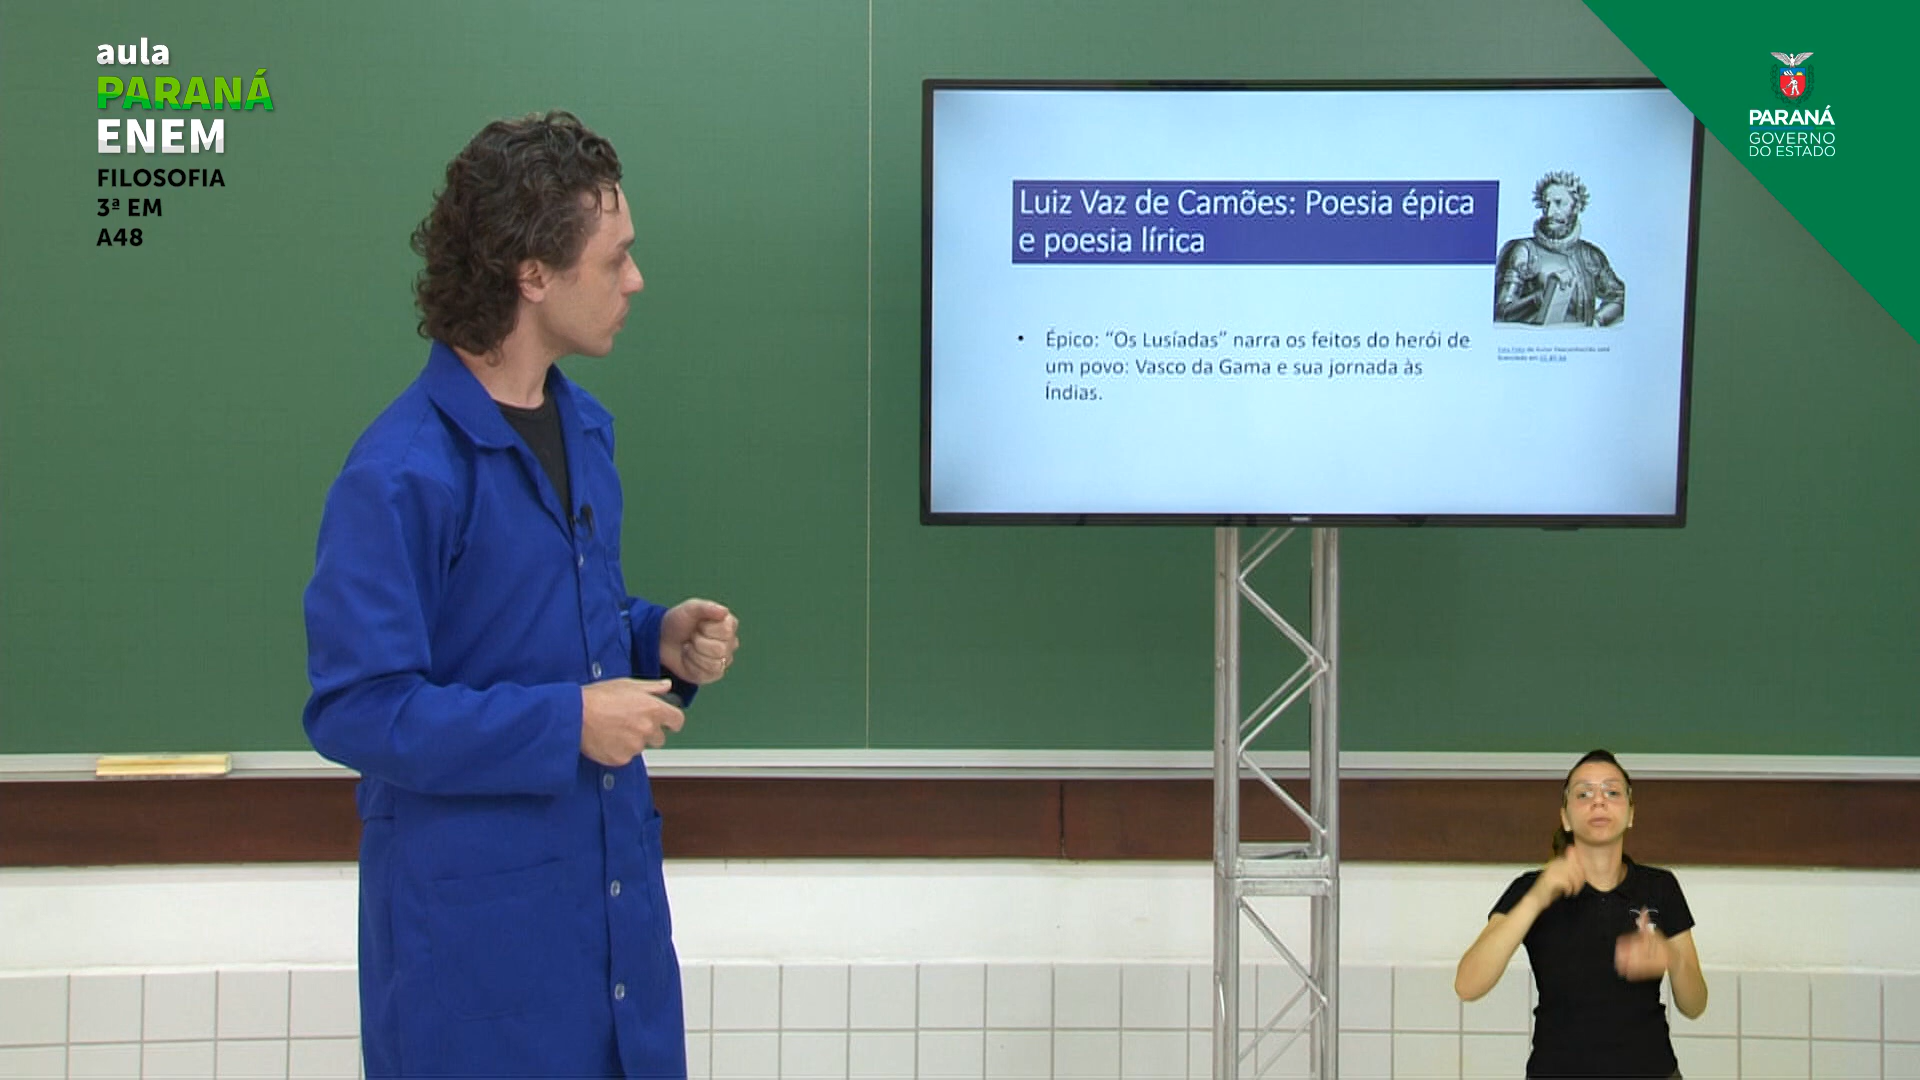 aula
PARANÁ
ENEM
FILOSOFIA
3ª EM
A48
PARANÁ
GOVERNO
DO ESTADO
Luiz Vaz de Camões: Poesia épica
e poesia lírica
• Épico: “Os Lusíadas” narra os feitos do herói de
um povo: Vasco da Gama e sua jornada às
Índias.